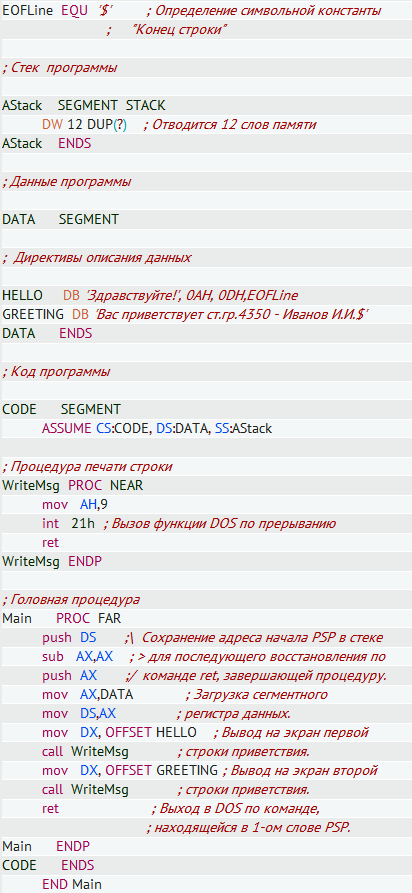 EOFLine EQU '$' ; Определение символьной константы
; "Конец строки"
; Стек программы
AStack SEGMENT STACK
DW 12 DUP(?) ; Отводится 12 слов памяти
AStack ENDS
; Данные программы
DATA SEGMENT
; Директивы описания данных
HELLO DB 'Здравствуйте!', 0AH, 0DH,EOFLine
GREETING DB 'Вас приветствует ст.гр.4350 - Иванов И.И.$'
DATA ENDS
; Код программы
CODE SEGMENT
ASSUME CS:CODE, DS:DATA, SS:AStack
; Процедура печати строки
WriteMsg PROC NEAR
mov AH,9
int 21h ; Вызов функции DOS по прерыванию
ret
WriteMsg ENDP
; Головная процедура
Main PROC FAR
push DS ;\ Сохранение адреса начала PSP в стеке
sub AX,AX ; > для последующего восстановления по
push AX ;/ команде ret, завершающей процедуру.
mov AX,DATA ; Загрузка сегментного
mov DS,AX ; регистра данных.
mov DX, OFFSET HELLO ; Вывод на экран первой
call WriteMsg ; строки приветствия.
mov DX, OFFSET GREETING ; Вывод на экран второй
call WriteMsg ; строки приветствия.
ret ; Выход в DOS по команде,
; находящейся в 1-ом слове PSP.
Main ENDP
CODE ENDS
END Main